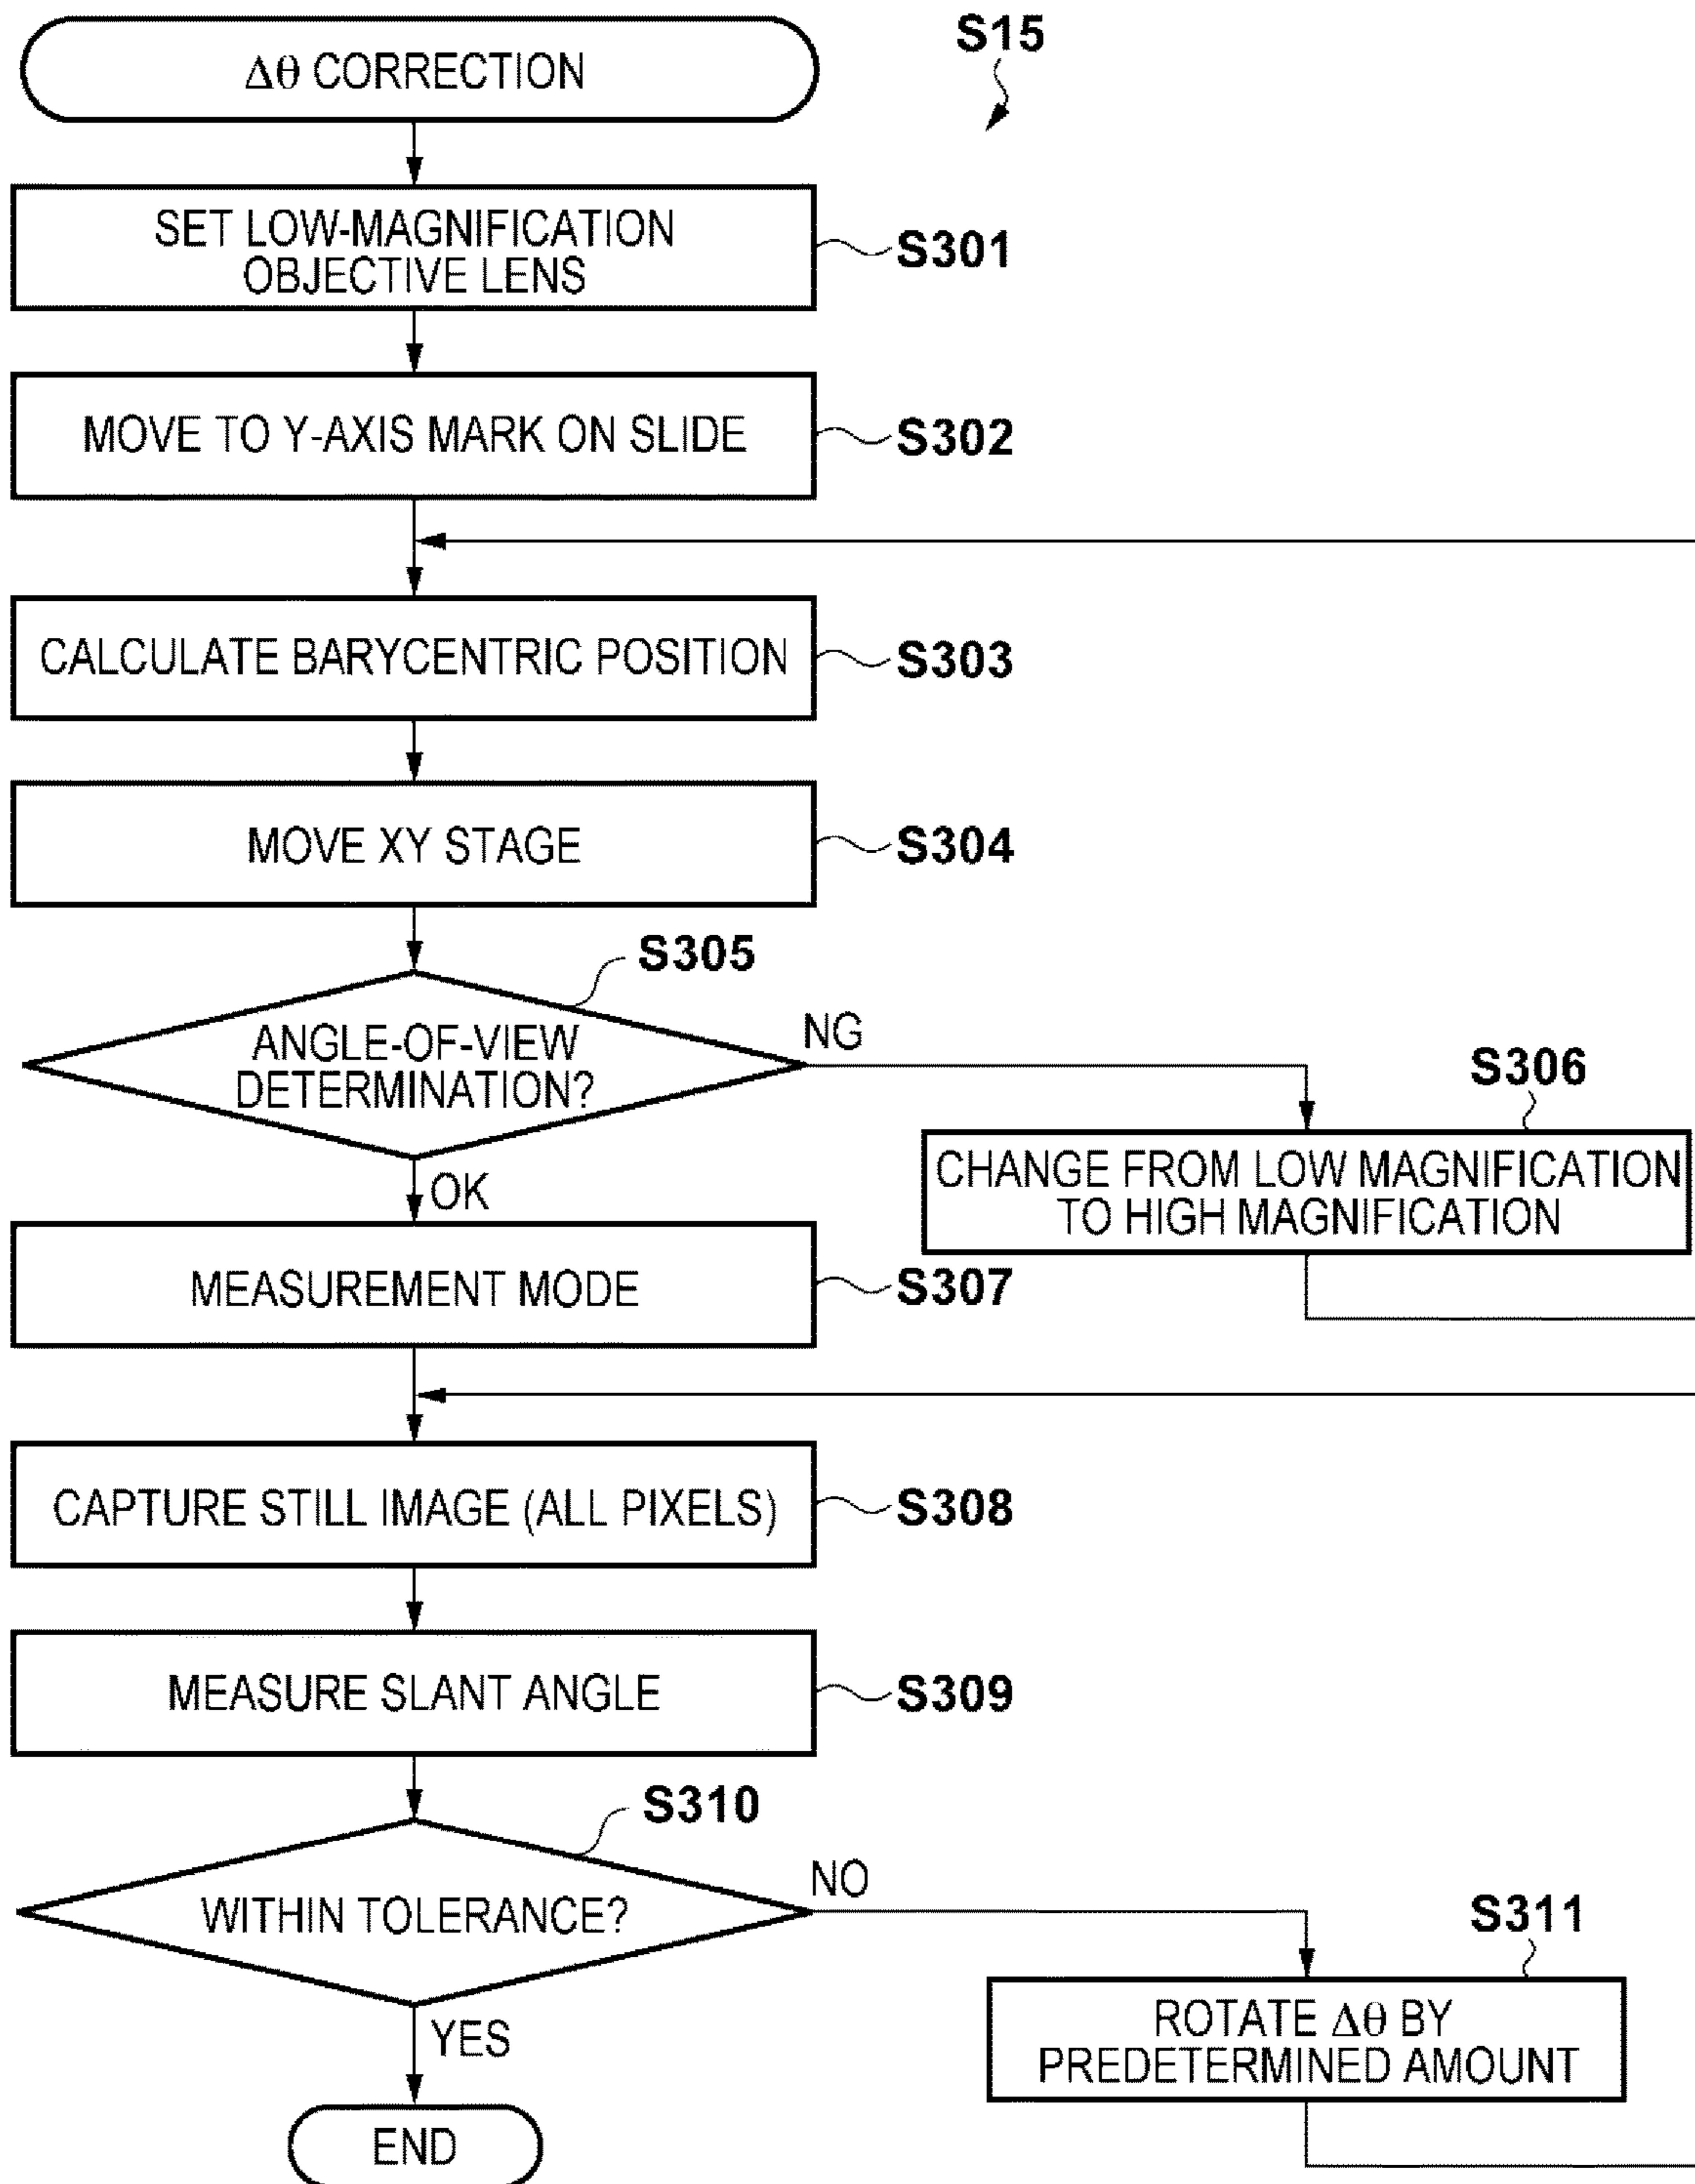 Δθ CORRECTION
S15
SET LOW-MAGNIFICATION
OBJECTIVE LENS
S301
MOVE TO Y-AXIS MARK ON SLIDE
S302
CALCULATE BARYCENTRIC POSITION
S303
MOVE XY STAGE
S304
S305
ANGLE-OF-VIEW
DETERMINATION?
NG
OK
S306
CHANGE FROM LOW MAGNIFICATION
TO HIGH MAGNIFICATION
MEASUREMENT MODE
S307
CAPTURE STILL IMAGE (ALL PIXELS)
S308
MEASURE SLANT ANGLE
S309
S310
WITHIN TOLERANCE?
NO
YES
S311
ROTATE Δθ BY
PREDETERMINED AMOUNT
END